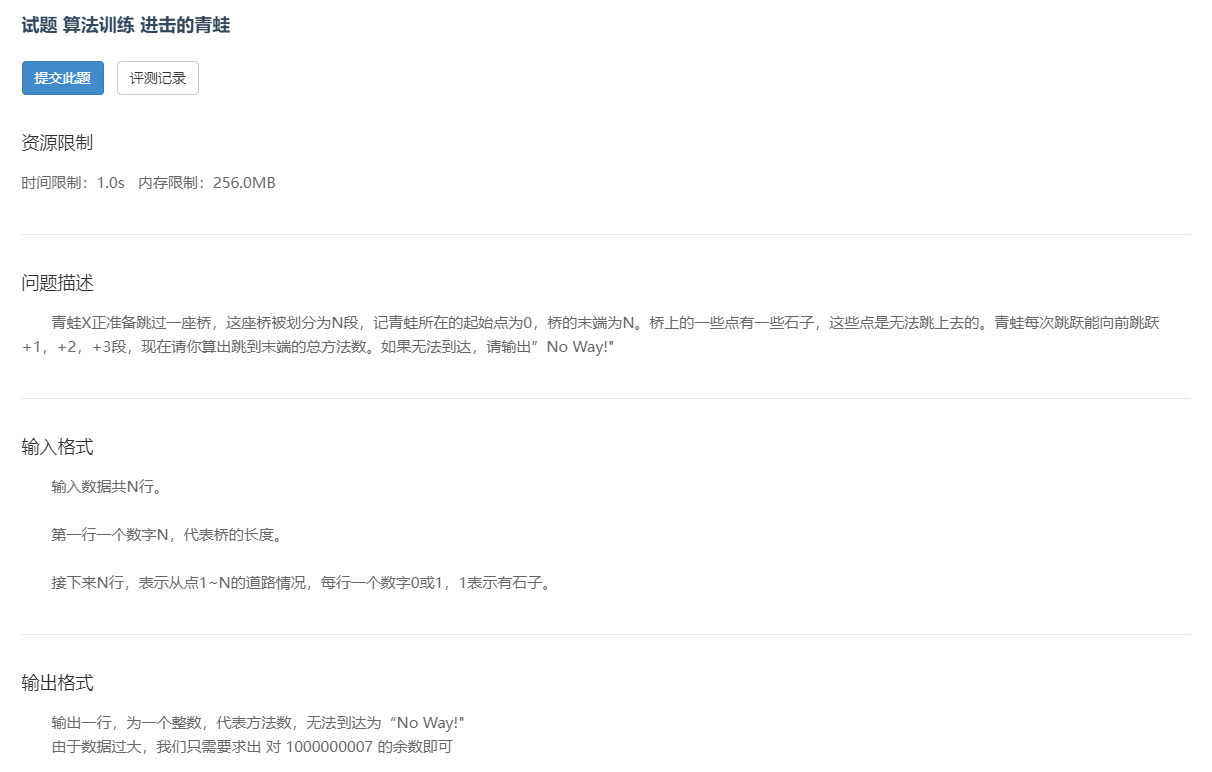 试题 算法训练 进击的青蛙
提交此题 评测记录
资源限制
时间限制：1.0s 内存限制：256.0MB
问题描述
青蛙X正准备跳过一座桥，这座桥被划分为N段，记青蛙所在的起始点为0，桥的末端为N。桥上的一些点有一些石子，这些点是无法跳上去的。青蛙每次跳跃能向前跳跃
+1，+2，+3段，现在请你算出跳到末端的总方法数。如果无法到达，请输出”No Way!"
输入格式
输入数据共N行。
第一行一个数字N，代表桥的长度。
接下来N行，表示从点1~N的道路情况，每行一个数字0或1，1表示有石子。
输出格式
输出一行，为一个整数，代表方法数，无法到达为“No Way!"
由于数据过大，我们只需要求出 对 1000000007 的余数即可